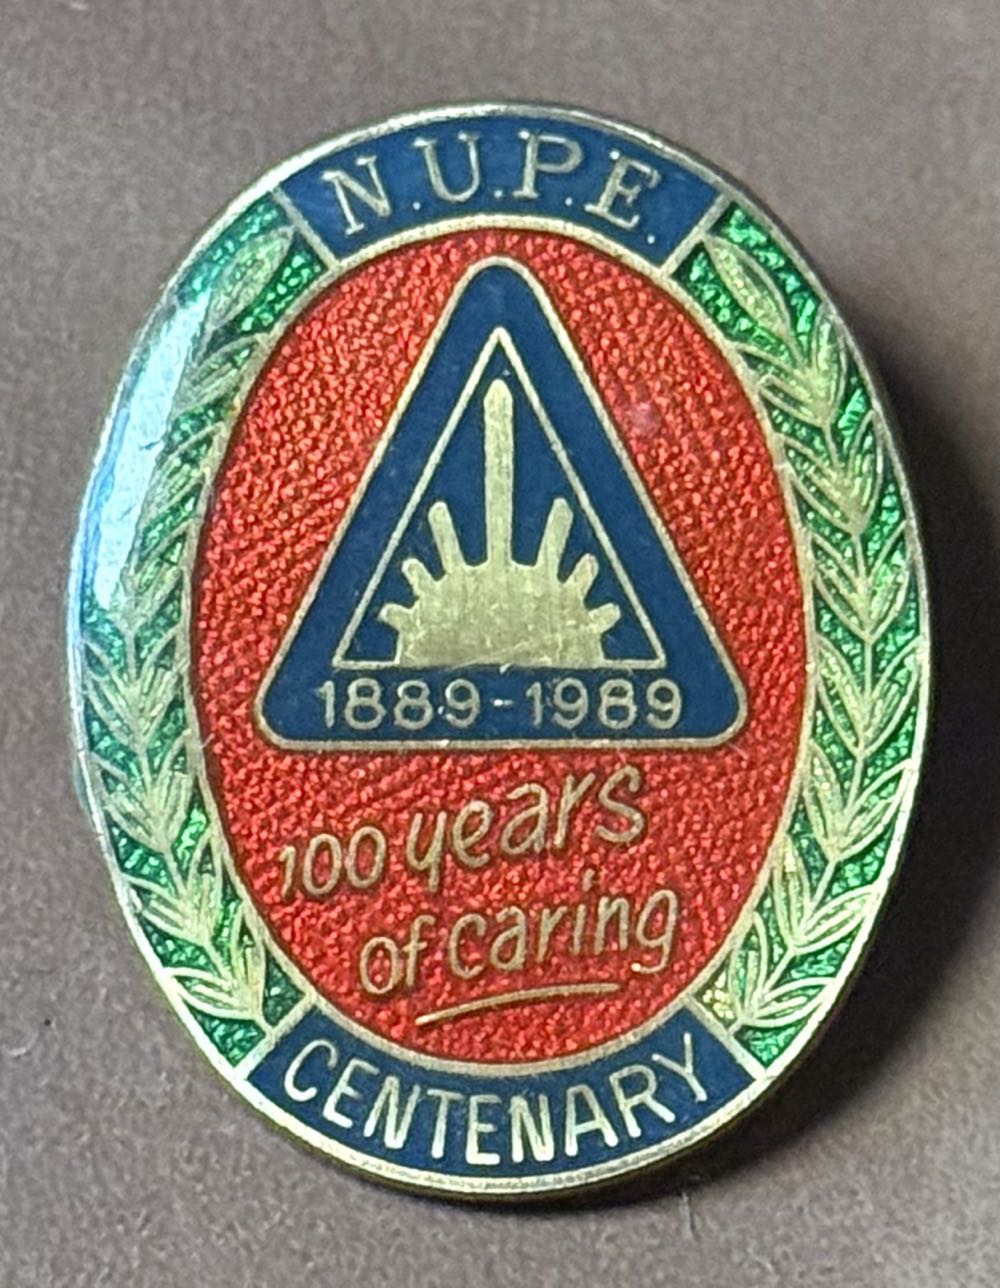 N.U.P.E.
1889-1989
100 years
of caring
CENTENARY